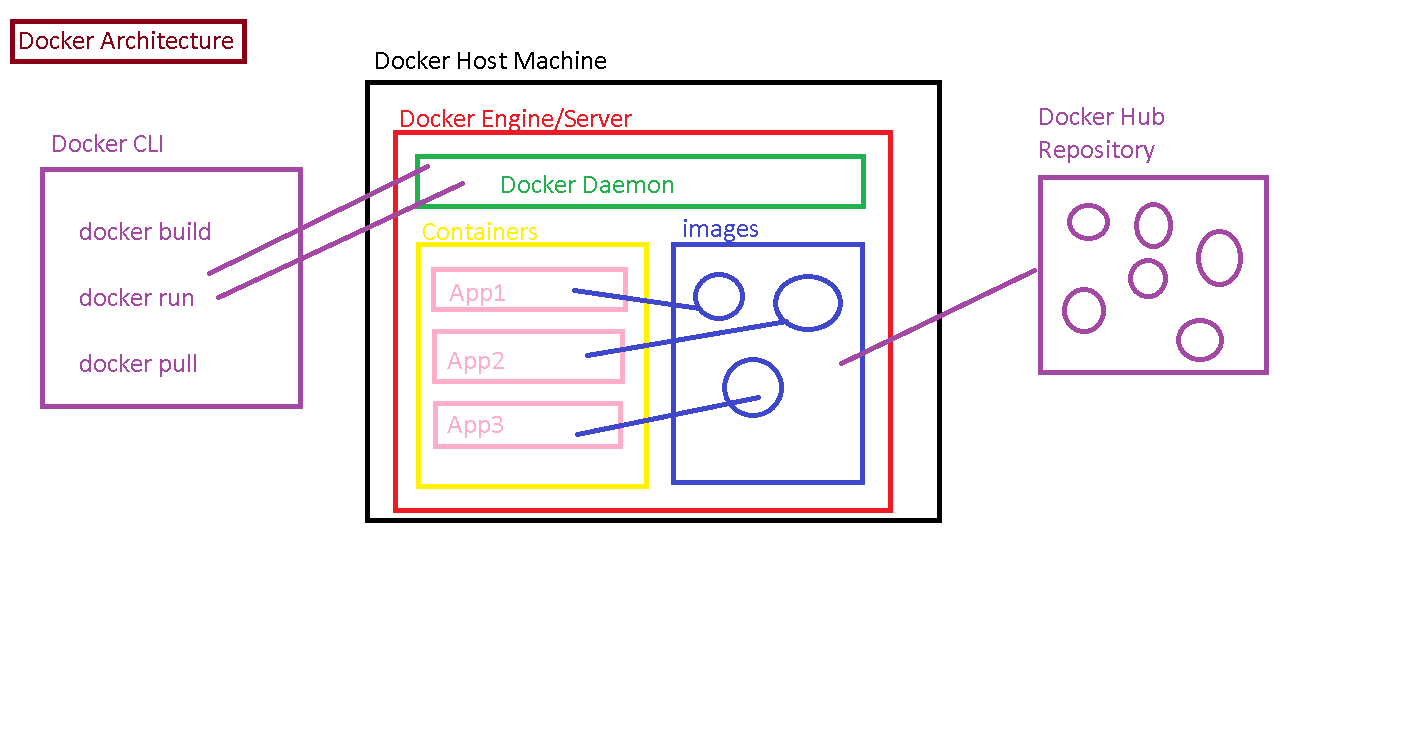 Docker Architecture
Docker Host Machine
Docker Engine/Server
Docker CLI
docker build
docker run
docker pull
Docker Daemon
Containers
App1
App2
App3
images
Docker Hub
Repository